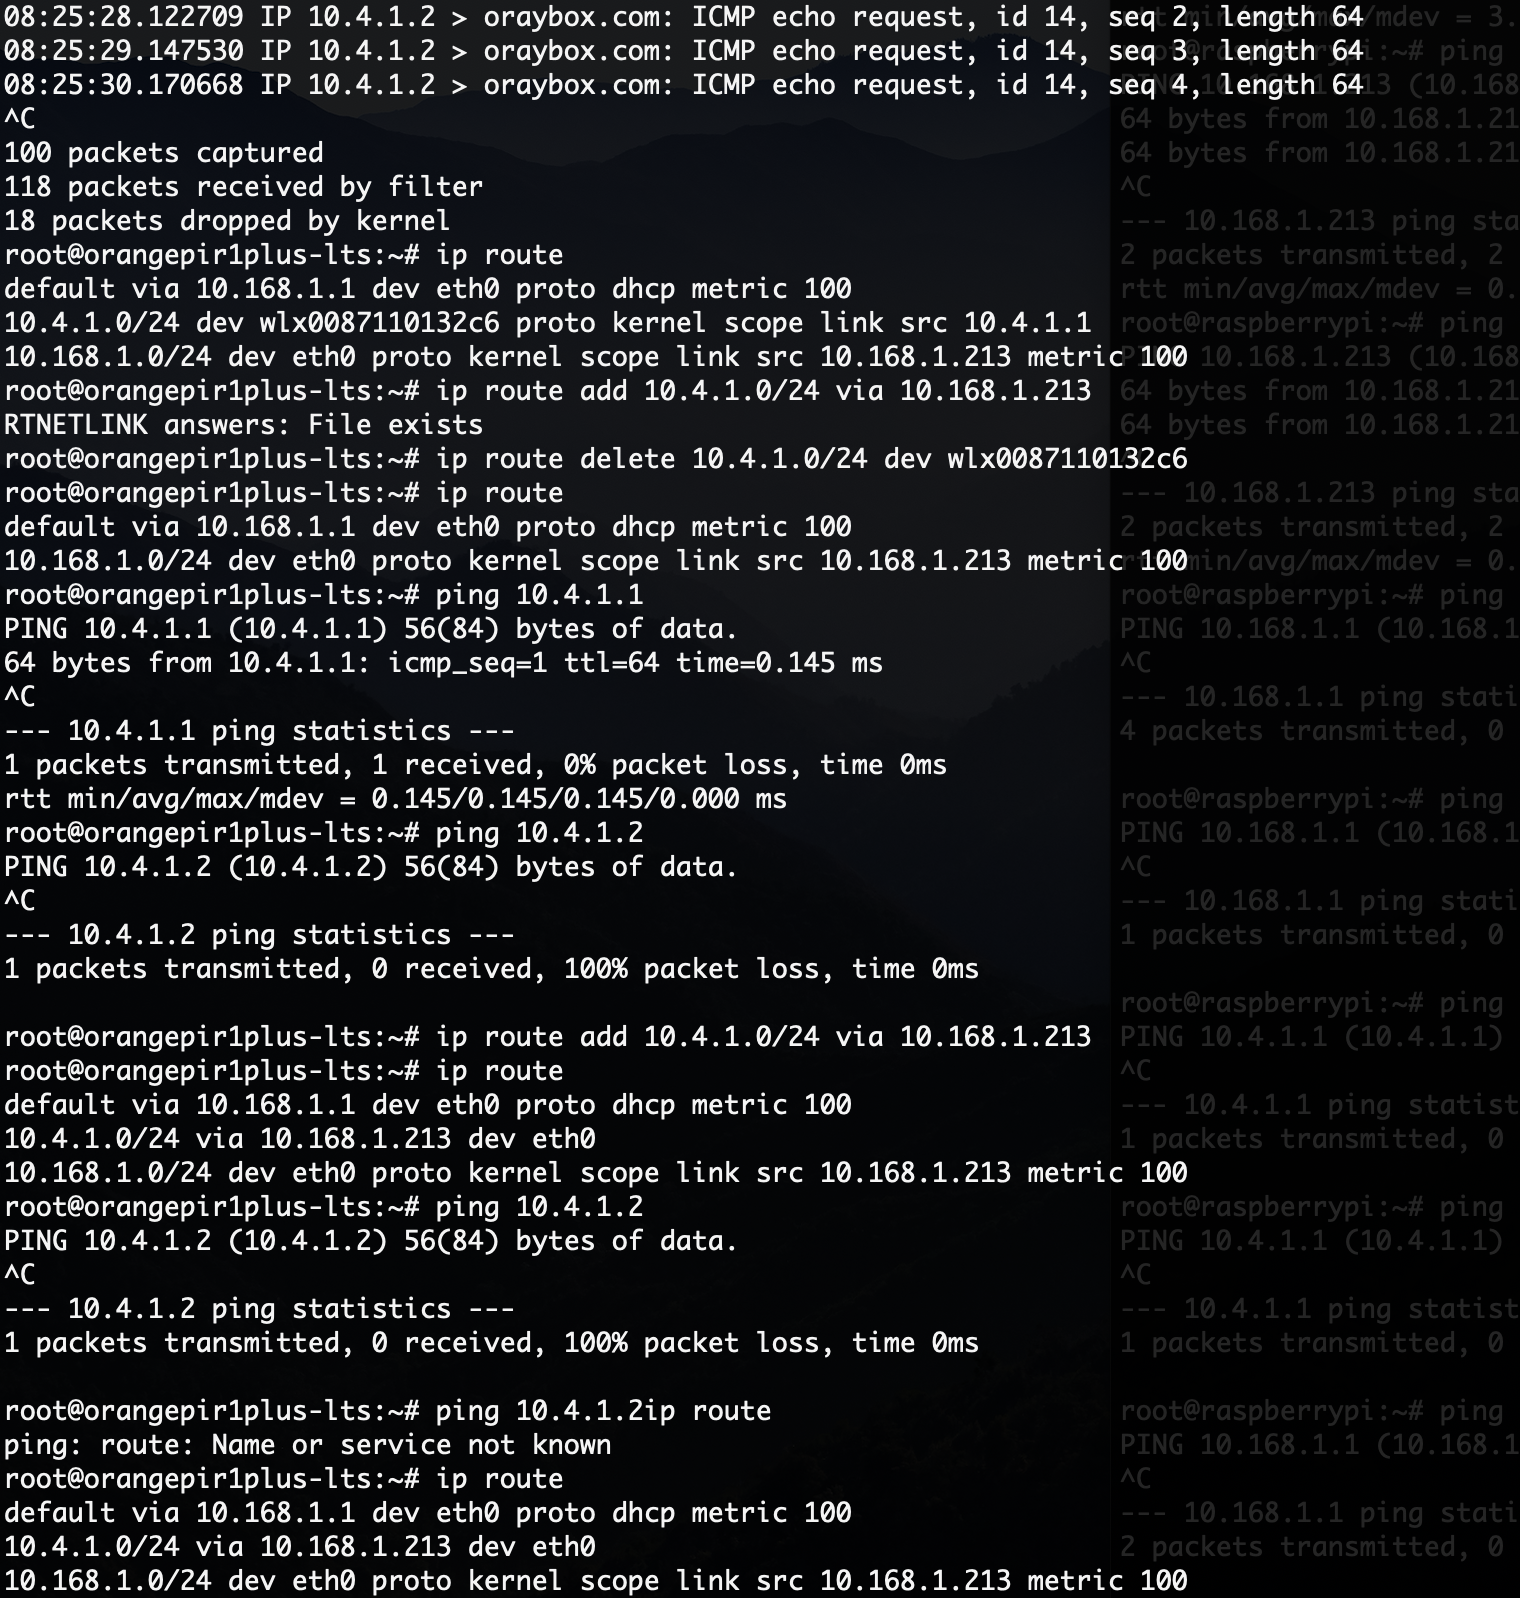 08:25:28.122709 IP 10.4.1.2 > oraybox.com: ICMP echo request, id 14, seq 2, length 64
08:25:29.147530 IP 10.4.1.2 > oraybox.com: ICMP echo request, id 14, seq 3, length 64
08:25:30.170668 IP 10.4.1.2 > oraybox.com: ICMP echo request, id 14, seq 4, length 64
^C
100 packets captured
118 packets received by filter
18 packets dropped by kernel
root@orangepir1plus-lts:~# ip route
default via 10.168.1.1 dev eth0 proto dhcp metric 100
10.4.1.0/24 dev wlx0087110132c6 proto kernel scope link src 10.4.1.1
10.168.1.0/24 dev eth0 proto kernel scope link src 10.168.1.213 metric 100
root@orangepir1plus-lts:~# ip route add 10.4.1.0/24 via 10.168.1.213
RTNETLINK answers: File exists
root@orangepir1plus-lts:~# ip route delete 10.4.1.0/24 dev wlx0087110132c6
root@orangepir1plus-lts:~# ip route
default via 10.168.1.1 dev eth0 proto dhcp metric 100
10.168.1.0/24 dev eth0 proto kernel scope link src 10.168.1.213 metric 100
root@orangepir1plus-lts:~# ping 10.4.1.1
PING 10.4.1.1 (10.4.1.1) 56(84) bytes of data.
64 bytes from 10.4.1.1: icmp_seq=1 ttl=64 time=0.145 ms
^C
--- 10.4.1.1 ping statistics ---
1 packets transmitted, 1 received, 0% packet loss, time 0ms
rtt min/avg/max/mdev = 0.145/0.145/0.145/0.000 ms
root@orangepir1plus-lts:~# ping 10.4.1.2
PING 10.4.1.2 (10.4.1.2) 56(84) bytes of data.
^C
--- 10.4.1.2 ping statistics ---
1 packets transmitted, 0 received, 100% packet loss, time 0ms
root@orangepir1plus-lts:~# ip route add 10.4.1.0/24 via 10.168.1.213
root@orangepir1plus-lts:~# ip route
default via 10.168.1.1 dev eth0 proto dhcp metric 100
10.4.1.0/24 via 10.168.1.213 dev eth0
10.168.1.0/24 dev eth0 proto kernel scope link src 10.168.1.213 metric 100
root@orangepir1plus-lts:~# ping 10.4.1.2
PING 10.4.1.2 (10.4.1.2) 56(84) bytes of data.
^C
--- 10.4.1.2 ping statistics ---
1 packets transmitted, 0 received, 100% packet loss, time 0ms
root@orangepir1plus-lts:~# ping 10.4.1.2ip route
ping: route: Name or service not known
root@orangepir1plus-lts:~# ip route
default via 10.168.1.1 dev eth0 proto dhcp metric 100
10.4.1.0/24 via 10.168.1.213 dev eth0
10.168.1.0/24 dev eth0 proto kernel scope link src 10.168.1.213 metric 100
64 bytes from 10.168.1.21
64 bytes from 10.168.1.21
^C
--- 10.168.1.213 ping sta
2 packets transmitted, 2
rtt min/avg/max/mdev = 0.
root@raspberrypi:~# ping
10.168.1.213 (10.168
64 bytes from 10.168.1.21
64 bytes from 10.168.1.21
--- 10.168.1.213 ping sta
2 packets transmitted, 2
min/avg/max/mdev = 0.
root@raspberrypi:~# ping
PING 10.168.1.1 (10.168.1
^C
--- 10.168.1.1 ping stati
4 packets transmitted, 0
root@raspberrypi:~# ping
PING 10.168.1.1 (10.168.1
^C
--- 10.168.1.1 ping stati
1 packets transmitted, 0
root@raspberrypi:~# ping
PING 10.4.1.1 (10.4.1.1)
^C
--- 10.4.1.1 ping statist
1 packets transmitted, 0
root@raspberrypi:~# ping
PING 10.4.1.1 (10.4.1.1)
^C
--- 10.4.1.1 ping statist
1 packets transmitted, 0
root@raspberrypi:~# ping
PING 10.168.1.1 (10.168.1
^C
--- 10.168.1.1 ping stati
2 packets transmitted, 0